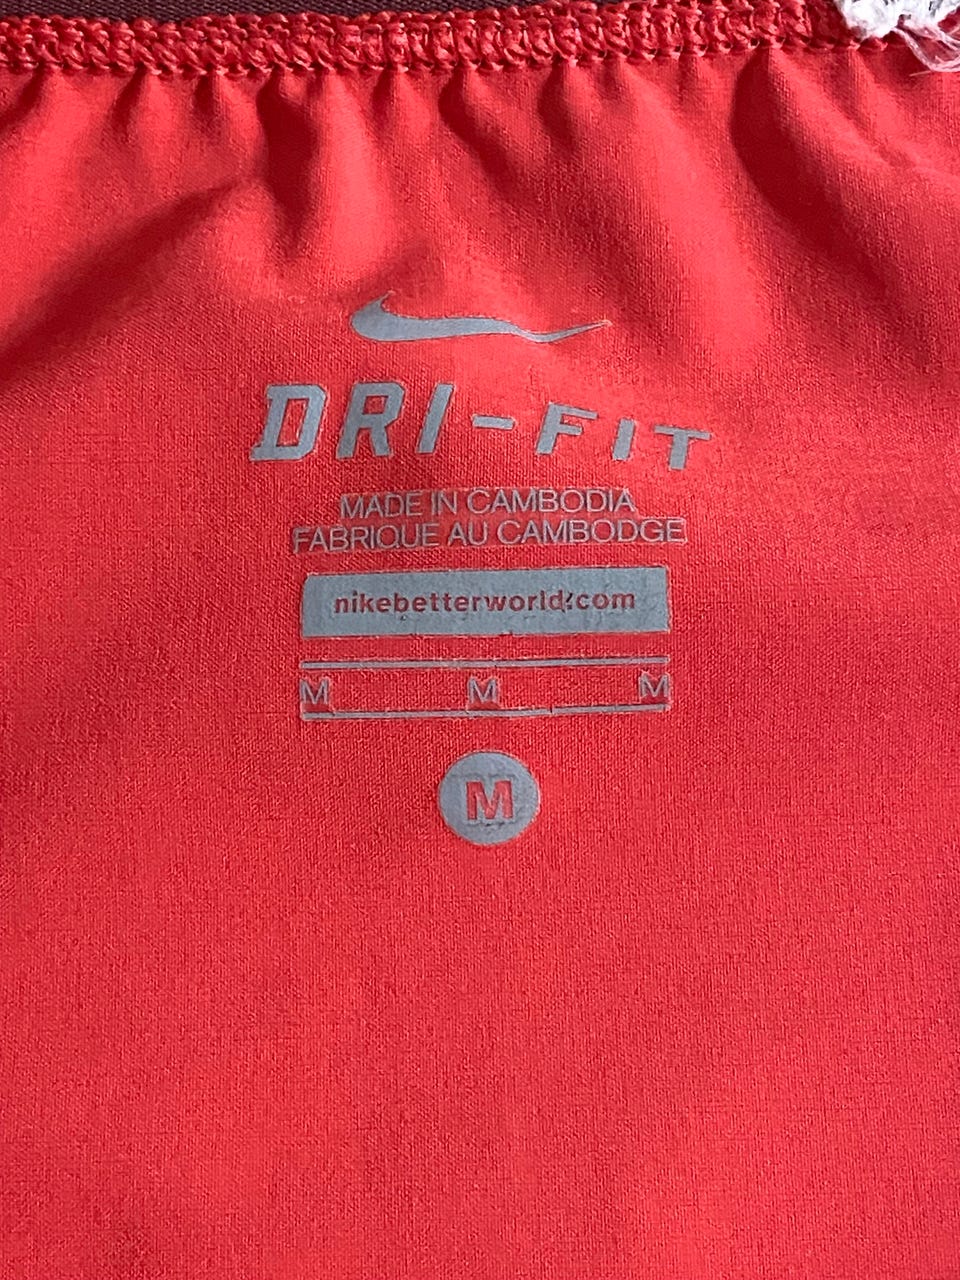 DRI-FIT
MADE IN CAMBODIA
FABRIQUE AU CAMBODGE
nikebetterworld.com
M M M
M